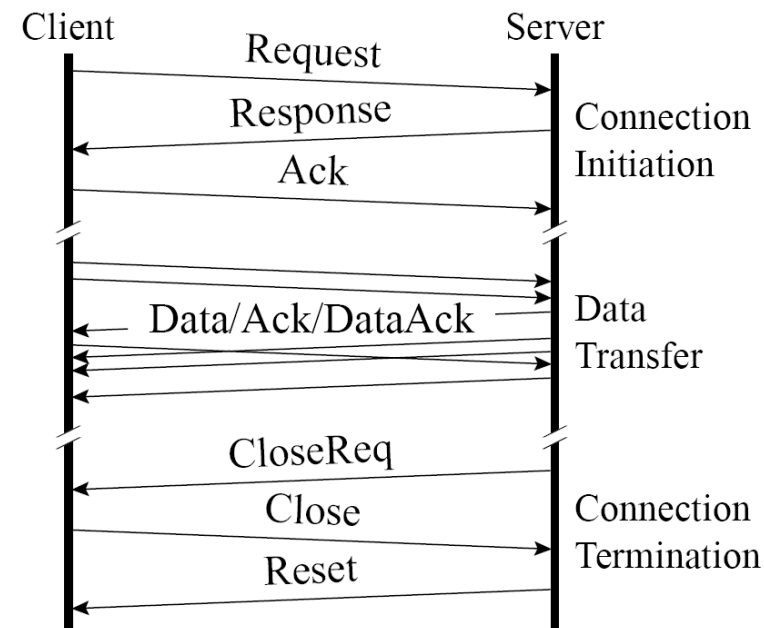 Client
Server
Request
Response
Connection
Initiation
Ack
Data/Ack/DataAck
Data
Transfer
CloseReq
Close
Connection
Termination
Reset